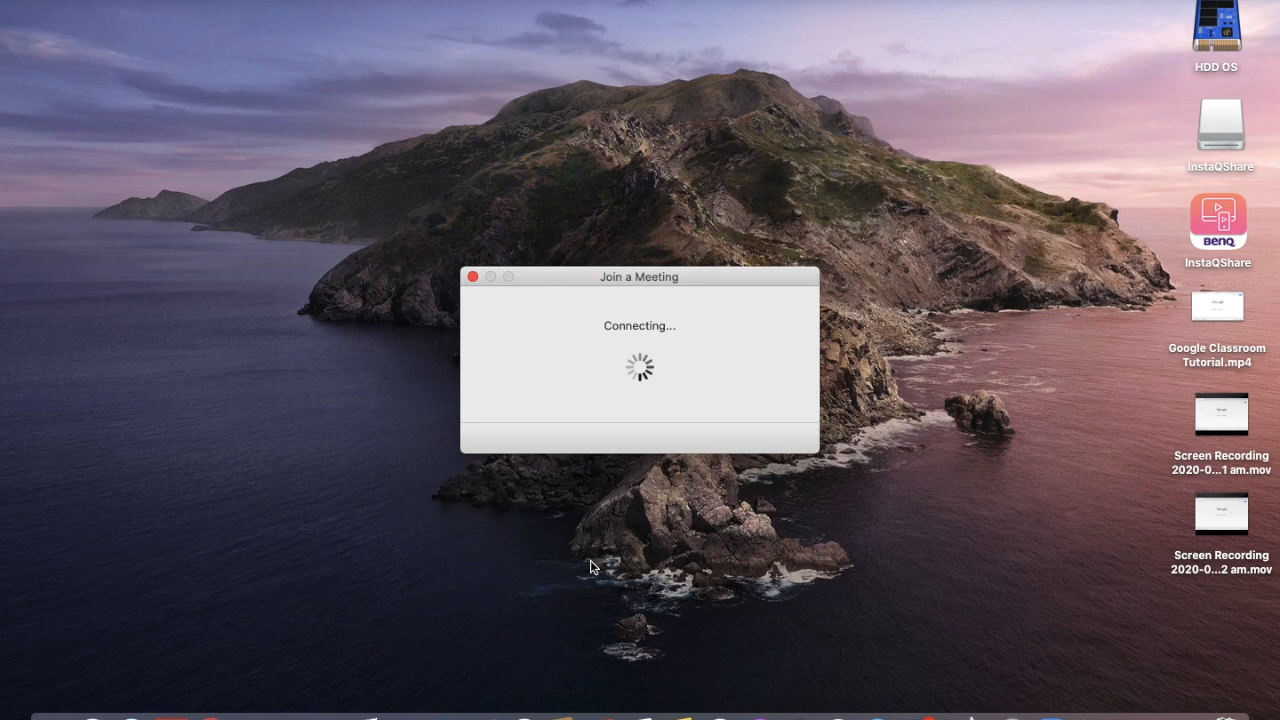 Join a Meeting
Connecting...
HDD OS
InstaQShare
BenQ
InstaQShare
Google Classroom
Tutorial.mp4
Screen Recording
2020-0...1 am.mov
Screen Recording
2020-0...2 am.mov